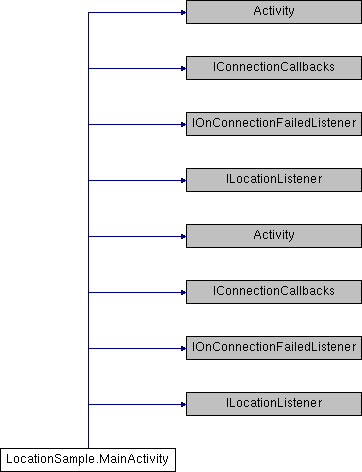 Activity
IConnectionCallbacks
IOnConnectionFailedListener
ILocationListener
Activity
IConnectionCallbacks
IOnConnectionFailedListener
ILocationListener
LocationSample.MainActivity